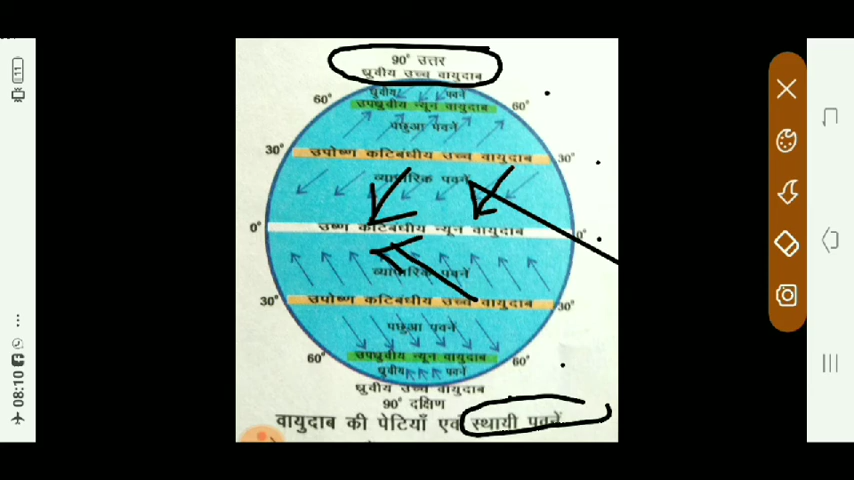 90° उत्तर
ध्रुवीय उच्च वायुदाब
ध्रुवीय पवनें
60° उपध्रुवीय न्यून वायुदाब 60°
पछुआ पवनें
30° उपोष्ण कटिबंधीय उच्च वायुदाब 30°
व्यापारिक पवनें
0° उष्ण कटिबंधीय न्यून वायुदाब 0°
व्यापारिक पवनें
30° उपोष्ण कटिबंधीय उच्च वायुदाब 30°
पछुआ पवनें
60° उपध्रुवीय न्यून वायुदाब 60°
ध्रुवीय पवनें
ध्रुवीय उच्च वायुदाब
90° दक्षिण
वायुदाब की पेटियाँ एवं स्थायी पवनें
08:10
11